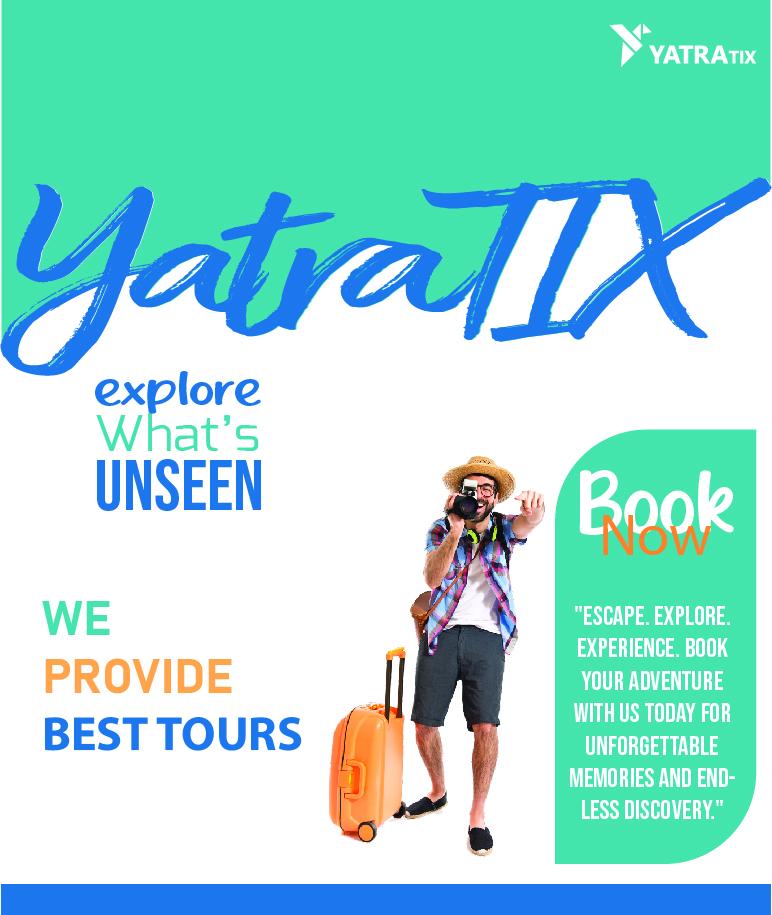 YATRATIX
YatraTIX
explore
What's
UNSEEN
WE
PROVIDE
BEST TOURS
Book
Now
"ESCAPE. EXPLORE.
EXPERIENCE. BOOK
YOUR ADVENTURE
WITH US TODAY FOR
UNFORGETTABLE
MEMORIES AND END-
LESS DISCOVERY."